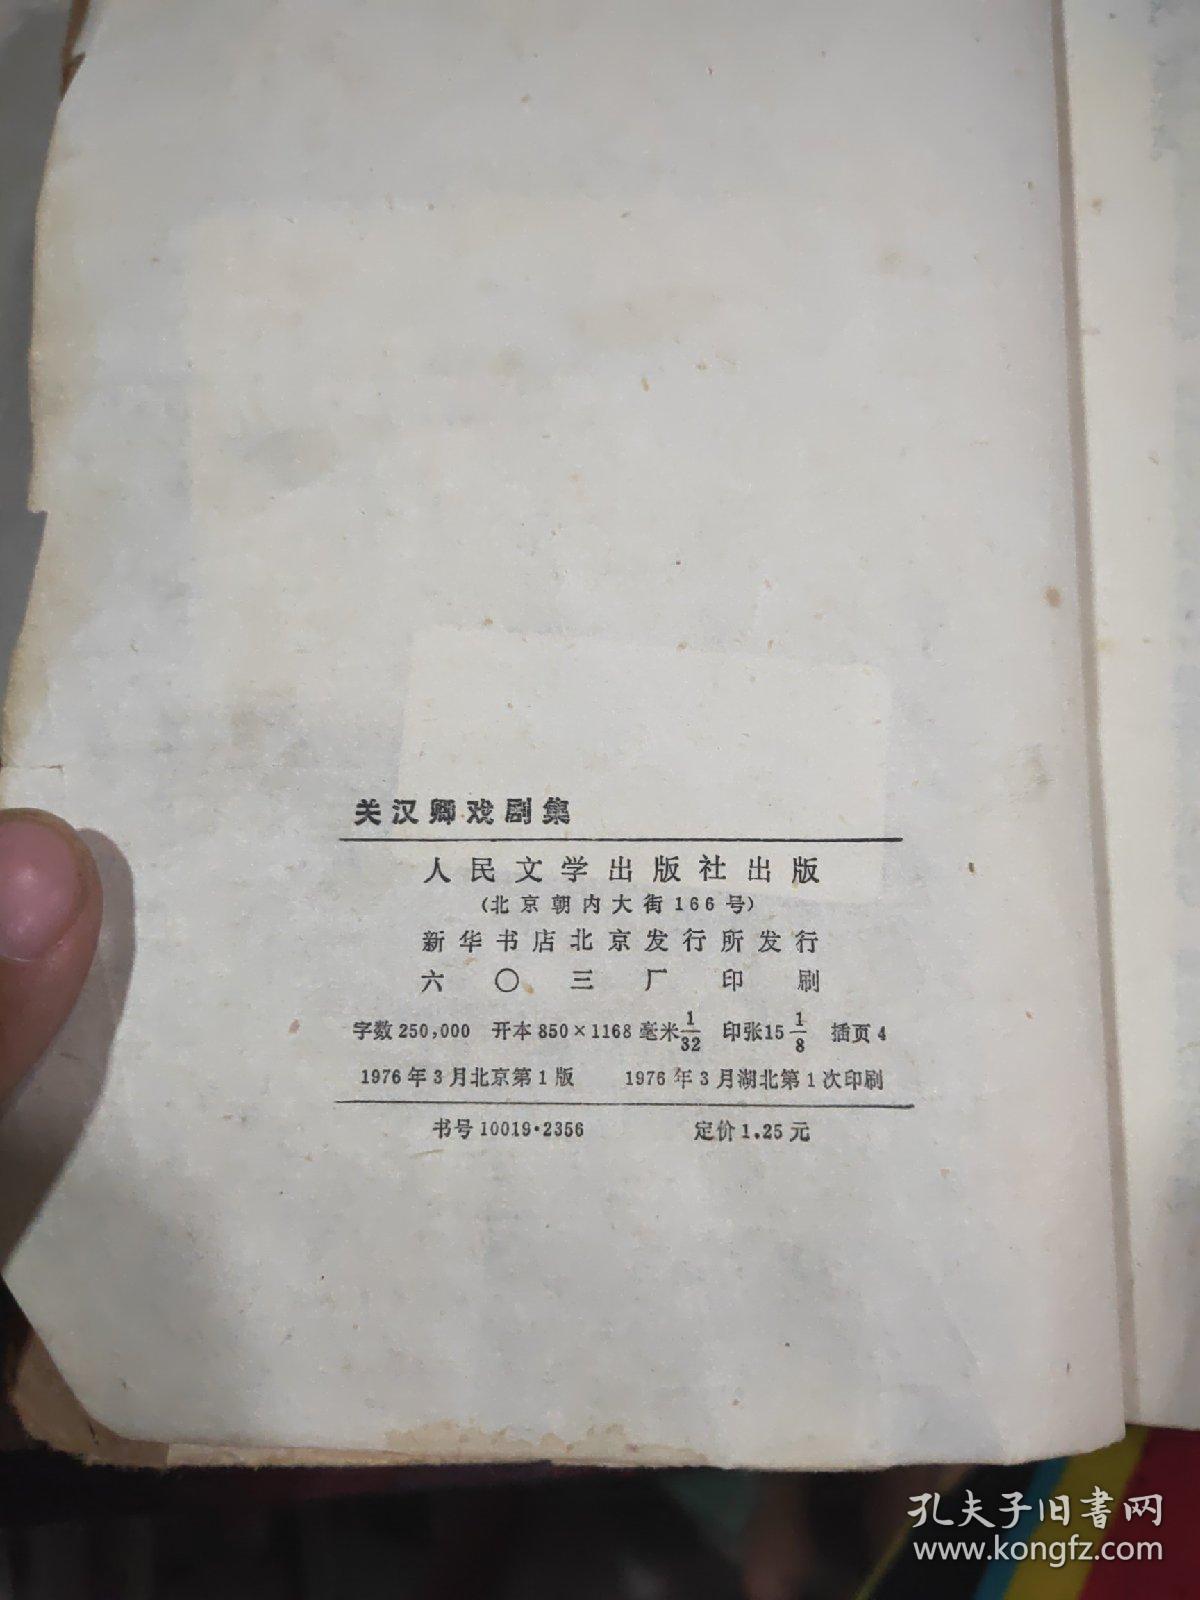 关汉卿戏剧集
人民文学出版社出版
(北京朝内大街166号)
新华书店北京发行所发行
六〇三厂印刷
字数250,000 开本850×1168毫米1/32 印张15 1/8 插页4
1976年3月北京第1版 1976年3月湖北第1次印刷
书号10019·2356 定价1.25元
孔夫子旧书网
www.kongfz.com